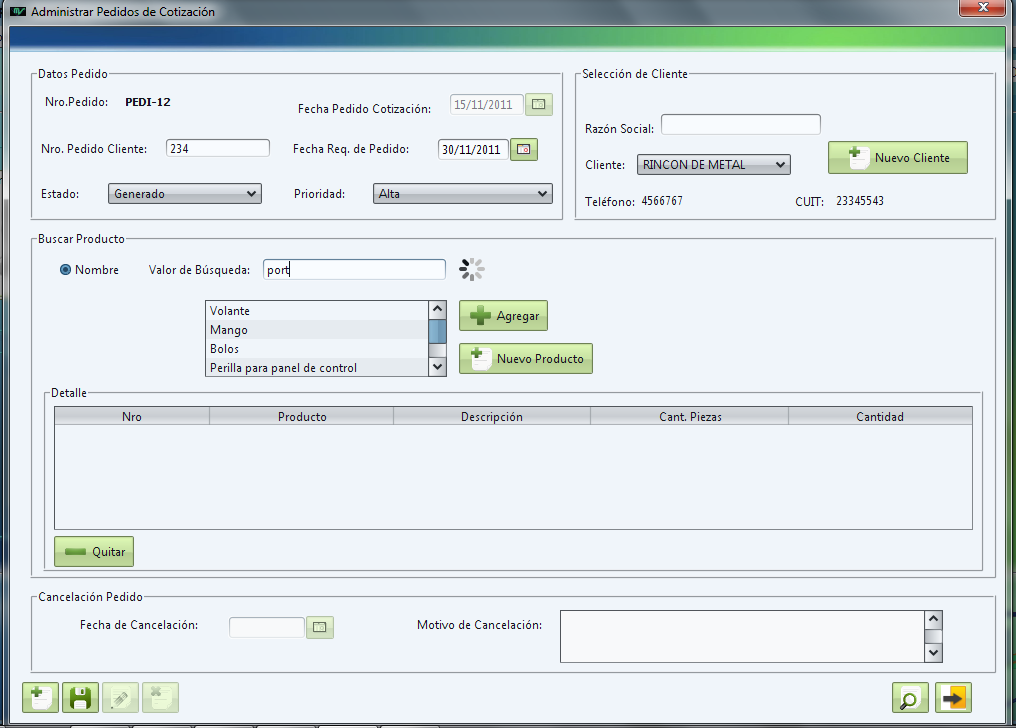 Administrar Pedidos de Cotización
Datos Pedido
Nro.Pedido: PEDI-12
Fecha Pedido Cotización: 15/11/2011
Nro. Pedido Cliente: 234
Fecha Req. de Pedido: 30/11/2011
Estado: Generado
Prioridad: Alta
Selección de Cliente
Razón Social:
Cliente: RINCON DE METAL
Nuevo Cliente
Teléfono: 4566767
CUIT: 23345543
Buscar Producto
Nombre
Valor de Búsqueda: port
Volante
Mango
Bolos
Perilla para panel de control
Agregar
Nuevo Producto
Detalle
Nro Producto Descripción Cant. Piezas Cantidad
Quitar
Cancelación Pedido
Fecha de Cancelación:
Motivo de Cancelación: